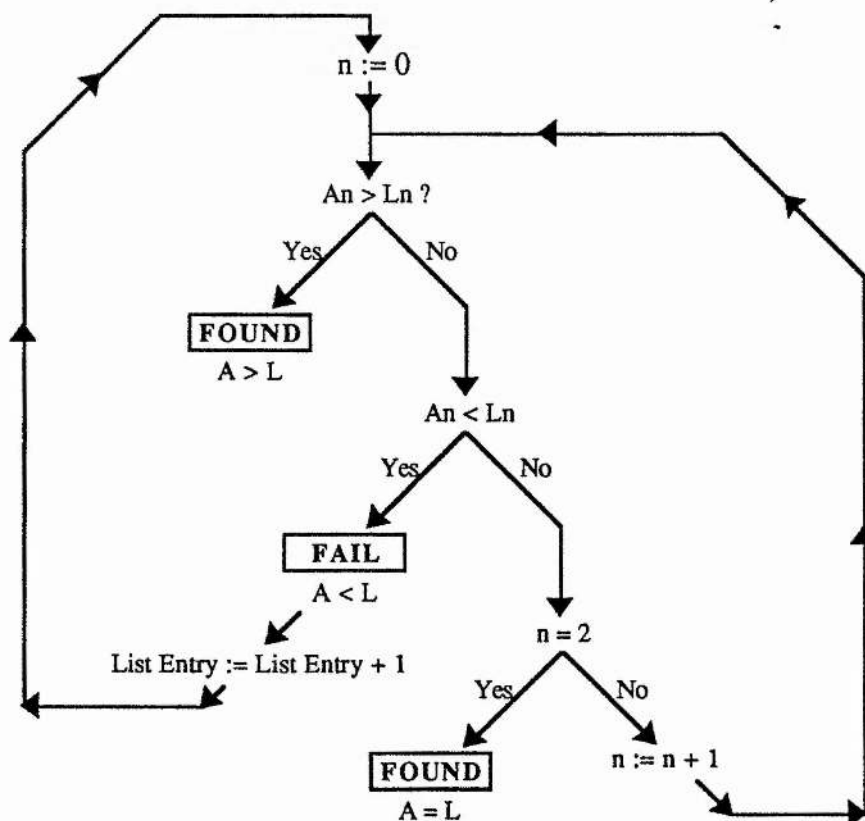 n := 0
An > Ln ?
Yes
No
FOUND
A > L
An < Ln
Yes
No
FAIL
A < L
n = 2
List Entry := List Entry + 1
Yes
No
n := n + 1
FOUND
A = L